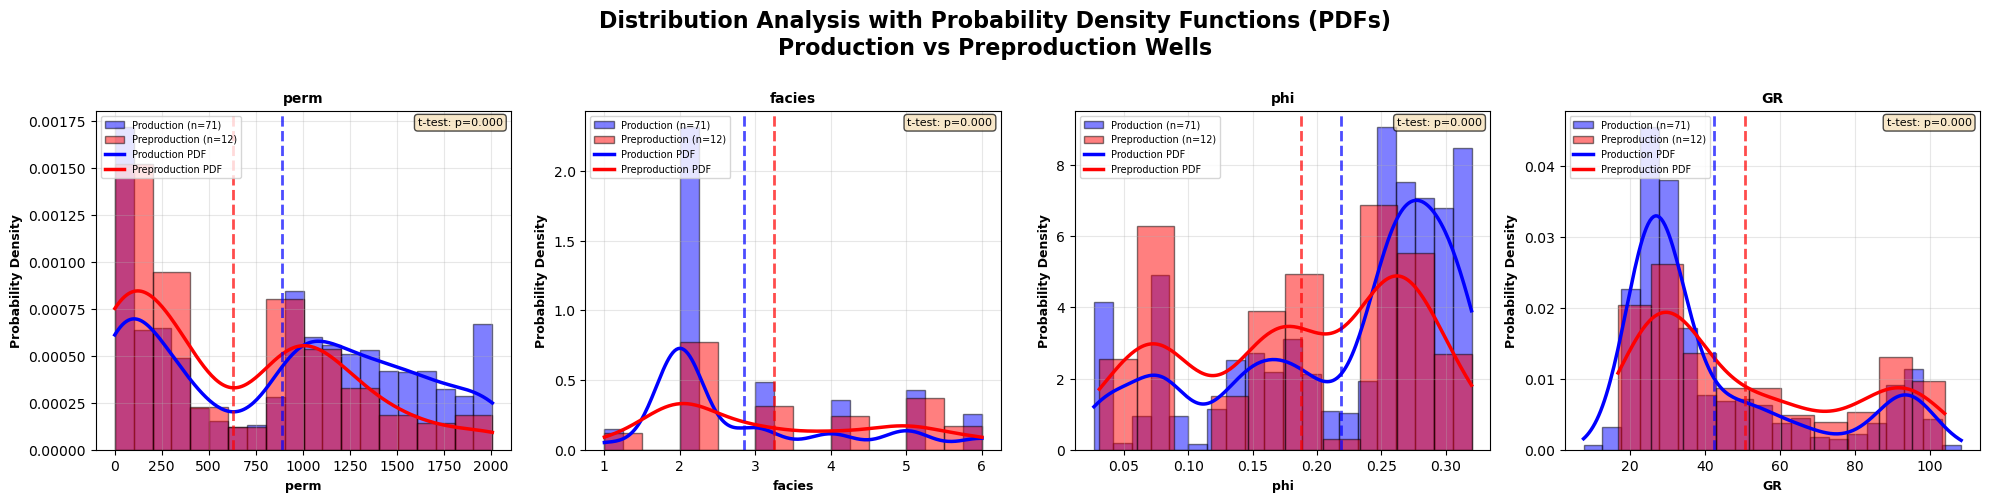 Distribution Analysis with Probability Density Functions (PDFs)
Production vs Preproduction Wells
perm
Production (n=71)
Preproduction (n=12)
Production PDF
Preproduction PDF
t-test: p=0.000
Probability Density
0.00175
0.00150
0.00125
0.00100
0.00075
0.00050
0.00025
0.00000
0 250 500 750 1000 1250 1500 1750 2000
perm
facies
Production (n=71)
Preproduction (n=12)
Production PDF
Preproduction PDF
t-test: p=0.000
Probability Density
2.0
1.5
1.0
0.5
0.0
1 2 3 4 5 6
facies
phi
Production (n=71)
Preproduction (n=12)
Production PDF
Preproduction PDF
t-test: p=0.000
Probability Density
8
6
4
2
0
0.05 0.10 0.15 0.20 0.25 0.30
phi
GR
Production (n=71)
Preproduction (n=12)
Production PDF
Preproduction PDF
t-test: p=0.000
Probability Density
0.04
0.03
0.02
0.01
0.00
20 40 60 80 100
GR